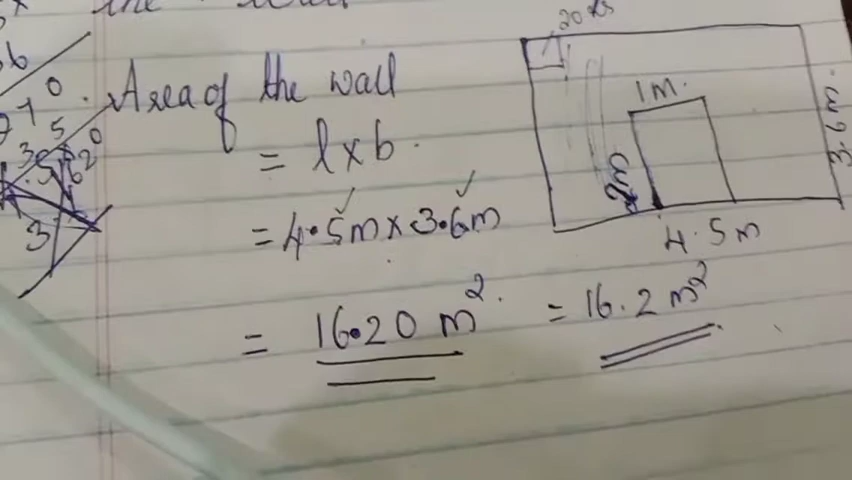 the
Area of the wall
= l x b.
= 4.5m x 3.6m
= 16.20 m². = 16.2 m²
1M.
3.6m
4.5m